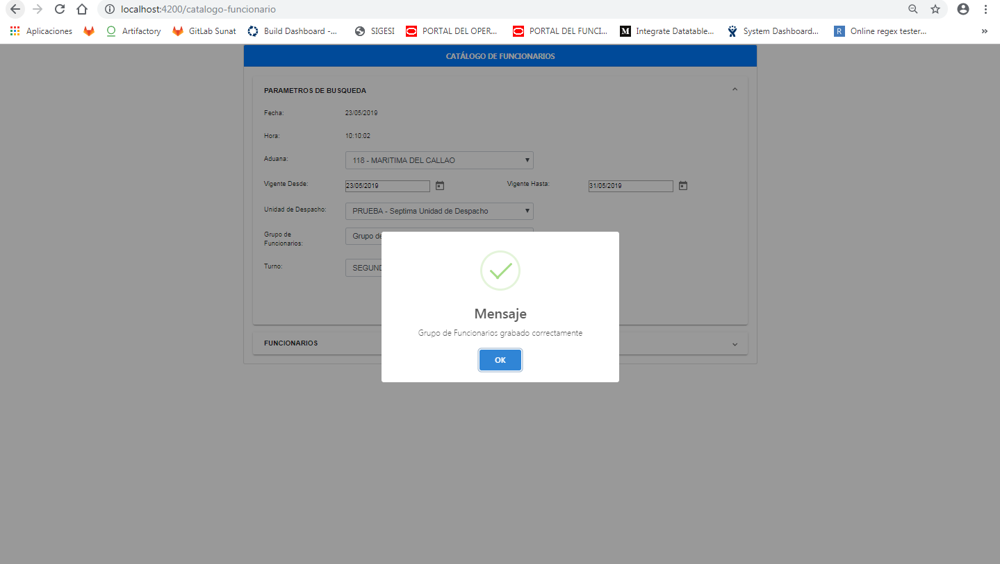 localhost:4200/catalogo-funcionario
Aplicaciones Artifactory GitLab Sunat Build Dashboard -... SIGESI PORTAL DEL OPER... PORTAL DEL FUNCI... M Integrate Datatable... System Dashboard... R Online regex tester... »
CATÁLOGO DE FUNCIONARIOS
PARAMETROS DE BUSQUEDA
Fecha: 23/05/2019
Hora: 10:10:02
Aduana: 118 - MARITIMA DEL CALLAO
Vigente Desde: 23/05/2019 Vigente Hasta: 31/05/2019
Unidad de Despacho: PRUEBA - Septima Unidad de Despacho
Grupo de
Funcionarios:
Grupo de
Turno:
Mensaje
Grupo de Funcionarios grabado correctamente
OK
FUNCIONARIOS